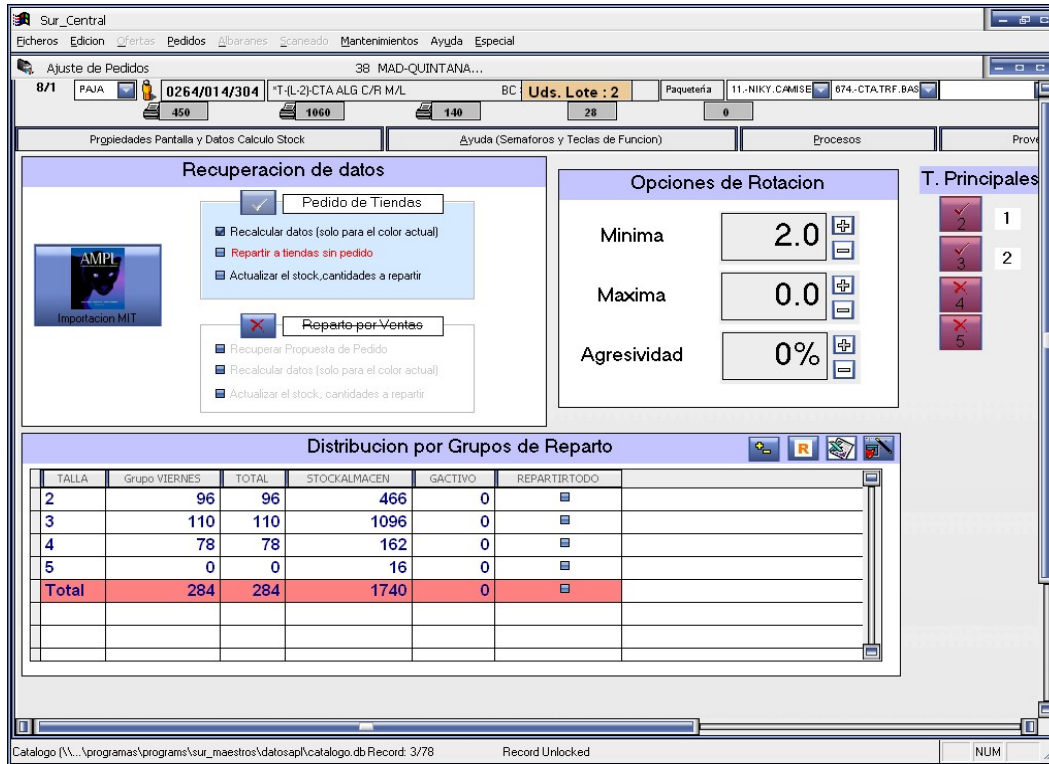 Sur_Central
Ficheros Edicion Ofertas Pedidos Albaranes Scaneado Mantenimientos Ayuda Especial
Ajuste de Pedidos 38 MAD-QUINTANA...
8/1 PAJA 0264/014/304 *T-(L-2)-CTA ALG C/R M/L BC Uds. Lote : 2 Paquetería 11.-NIKY.CAMISE 674.-CTA.TRF.BAS
450 1060 140 28 0
Propiedades Pantalla y Datos Calculo Stock Ayuda (Semaforos y Teclas de Funcion) Procesos Prove
Recuperacion de datos
Pedido de Tiendas
Recalcular datos (solo para el color actual)
Repartir a tiendas sin pedido
Actualizar el stock,cantidades a repartir
AMPL
Importacion MIT
Reparto por Ventas
Recuperar Propuesta de Pedido
Recalcular datos (solo para el color actual)
Actualizar el stock, cantidades a repartir
Opciones de Rotacion
Minima 2.0
Maxima 0.0
Agresividad 0%
T. Principales
2 1
3 2
4
5
Distribucion por Grupos de Reparto
R
TALLA Grupo VIERNES TOTAL STOCKALMACEN GACTIVO REPARTIRTODO
2 96 96 466 0
3 110 110 1096 0
4 78 78 162 0
5 0 0 16 0
Total 284 284 1740 0
Catalogo (\\...\programas\programs\sur_maestros\datosapl\catalogo.db Record: 3/78 Record Unlocked NUM